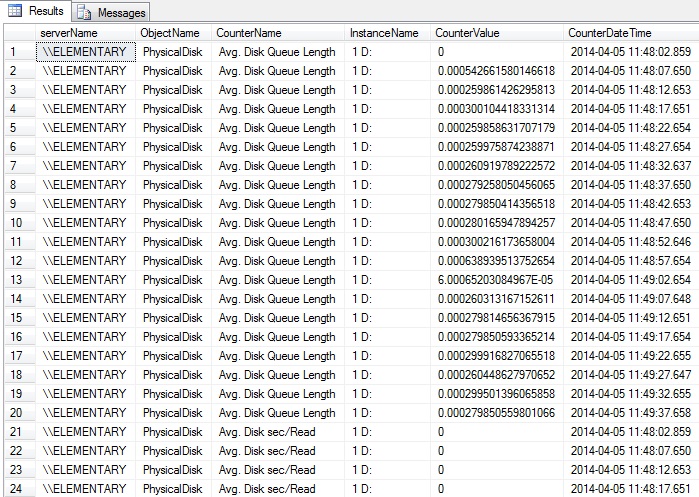 Results Messages
serverName ObjectName CounterName InstanceName CounterValue CounterDateTime
1 \\ELEMENTARY PhysicalDisk Avg. Disk Queue Length 1 D: 0 2014-04-05 11:48:02.859
2 \\ELEMENTARY PhysicalDisk Avg. Disk Queue Length 1 D: 0.000542661580146618 2014-04-05 11:48:07.650
3 \\ELEMENTARY PhysicalDisk Avg. Disk Queue Length 1 D: 0.000259861426295813 2014-04-05 11:48:12.653
4 \\ELEMENTARY PhysicalDisk Avg. Disk Queue Length 1 D: 0.000300104418331314 2014-04-05 11:48:17.651
5 \\ELEMENTARY PhysicalDisk Avg. Disk Queue Length 1 D: 0.000259858631707179 2014-04-05 11:48:22.654
6 \\ELEMENTARY PhysicalDisk Avg. Disk Queue Length 1 D: 0.000259975874238871 2014-04-05 11:48:27.654
7 \\ELEMENTARY PhysicalDisk Avg. Disk Queue Length 1 D: 0.000260919789222572 2014-04-05 11:48:32.637
8 \\ELEMENTARY PhysicalDisk Avg. Disk Queue Length 1 D: 0.000279258050456065 2014-04-05 11:48:37.650
9 \\ELEMENTARY PhysicalDisk Avg. Disk Queue Length 1 D: 0.000279850414356518 2014-04-05 11:48:42.653
10 \\ELEMENTARY PhysicalDisk Avg. Disk Queue Length 1 D: 0.000280165947894257 2014-04-05 11:48:47.650
11 \\ELEMENTARY PhysicalDisk Avg. Disk Queue Length 1 D: 0.000300216173658004 2014-04-05 11:48:52.646
12 \\ELEMENTARY PhysicalDisk Avg. Disk Queue Length 1 D: 0.000638939513752654 2014-04-05 11:48:57.654
13 \\ELEMENTARY PhysicalDisk Avg. Disk Queue Length 1 D: 6.00065203084967E-05 2014-04-05 11:49:02.654
14 \\ELEMENTARY PhysicalDisk Avg. Disk Queue Length 1 D: 0.000260313167152611 2014-04-05 11:49:07.648
15 \\ELEMENTARY PhysicalDisk Avg. Disk Queue Length 1 D: 0.000279814656367915 2014-04-05 11:49:12.651
16 \\ELEMENTARY PhysicalDisk Avg. Disk Queue Length 1 D: 0.000279850593365214 2014-04-05 11:49:17.654
17 \\ELEMENTARY PhysicalDisk Avg. Disk Queue Length 1 D: 0.000299916827065518 2014-04-05 11:49:22.655
18 \\ELEMENTARY PhysicalDisk Avg. Disk Queue Length 1 D: 0.000260448627970652 2014-04-05 11:49:27.647
19 \\ELEMENTARY PhysicalDisk Avg. Disk Queue Length 1 D: 0.000299501396065858 2014-04-05 11:49:32.655
20 \\ELEMENTARY PhysicalDisk Avg. Disk Queue Length 1 D: 0.000279850559801066 2014-04-05 11:49:37.658
21 \\ELEMENTARY PhysicalDisk Avg. Disk sec/Read 1 D: 0 2014-04-05 11:48:02.859
22 \\ELEMENTARY PhysicalDisk Avg. Disk sec/Read 1 D: 0 2014-04-05 11:48:07.650
23 \\ELEMENTARY PhysicalDisk Avg. Disk sec/Read 1 D: 0 2014-04-05 11:48:12.653
24 \\ELEMENTARY PhysicalDisk Avg. Disk sec/Read 1 D: 0 2014-04-05 11:48:17.651